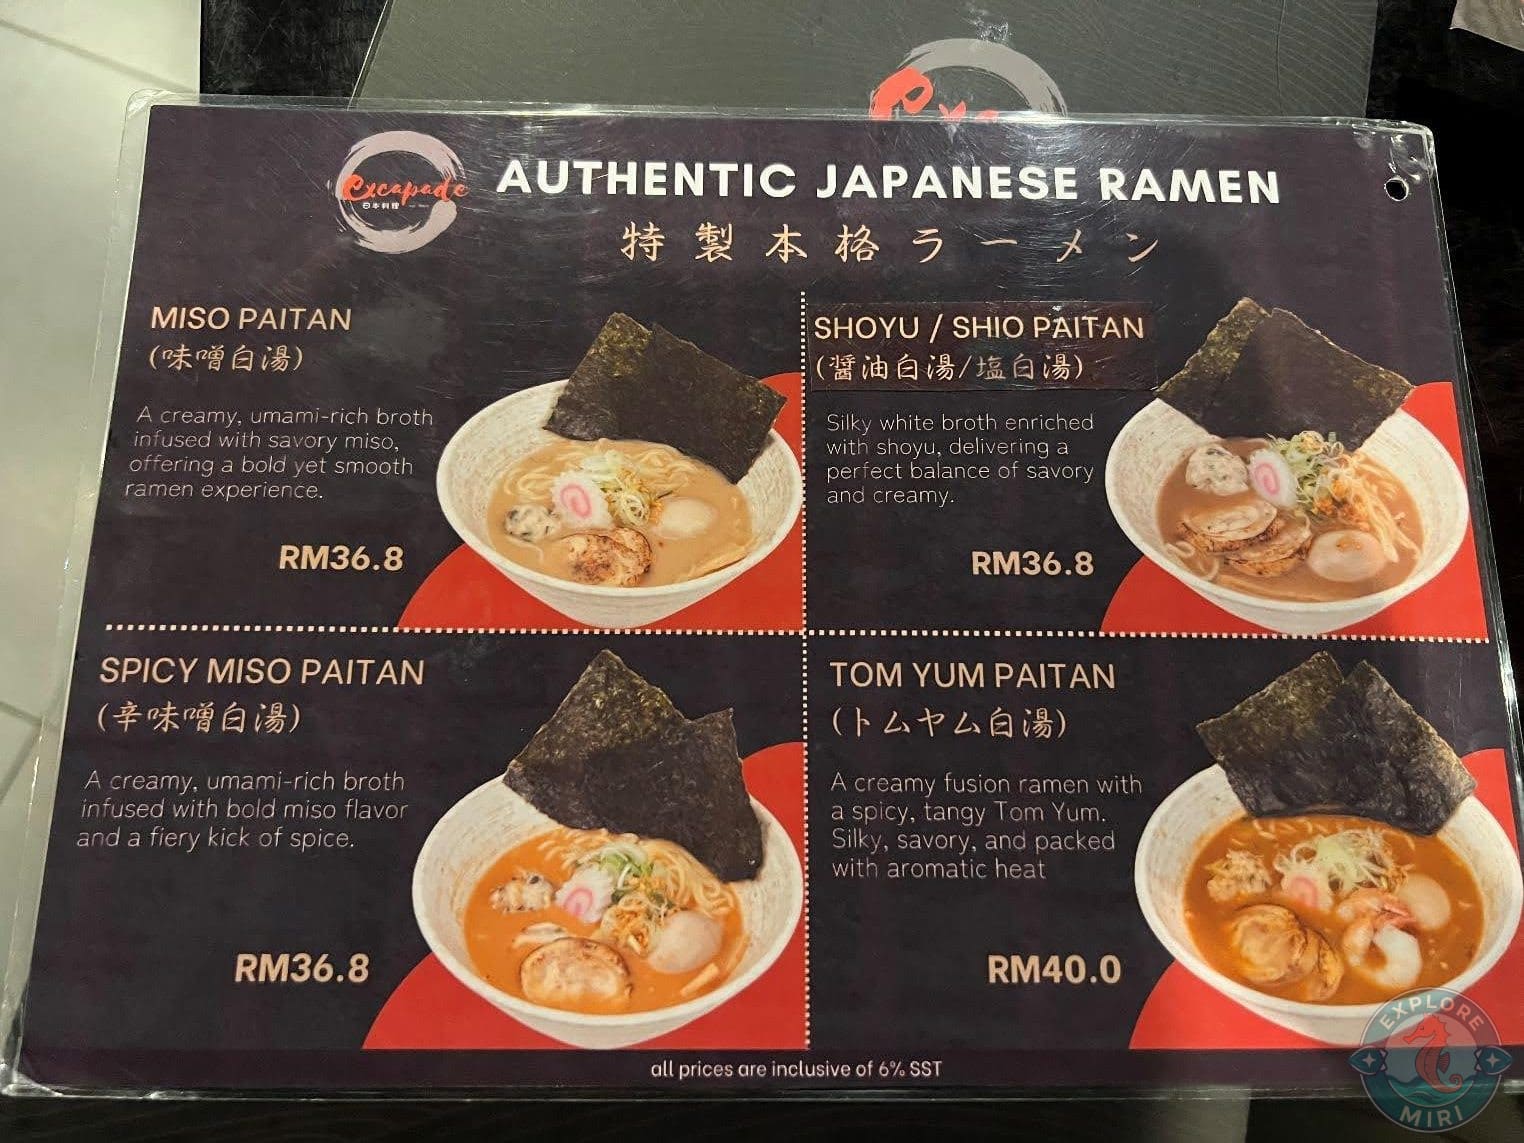 excapade
日本料理
AUTHENTIC JAPANESE RAMEN
特製本格ラーメン
MISO PAITAN
(味噌白湯)
A creamy, umami-rich broth
infused with savory miso,
offering a bold yet smooth
ramen experience.
RM36.8
SHOYU / SHIO PAITAN
(醤油白湯/塩白湯)
Silky white broth enriched
with shoyu, delivering a
perfect balance of savory
and creamy.
RM36.8
SPICY MISO PAITAN
(辛味噌白湯)
A creamy, umami-rich broth
infused with bold miso flavor
and a fiery kick of spice.
RM36.8
TOM YUM PAITAN
(トムヤム白湯)
A creamy fusion ramen with
a spicy, tangy Tom Yum.
Silky, savory, and packed
with aromatic heat
RM40.0
all prices are inclusive of 6% SST
EXPLORE
MIRI